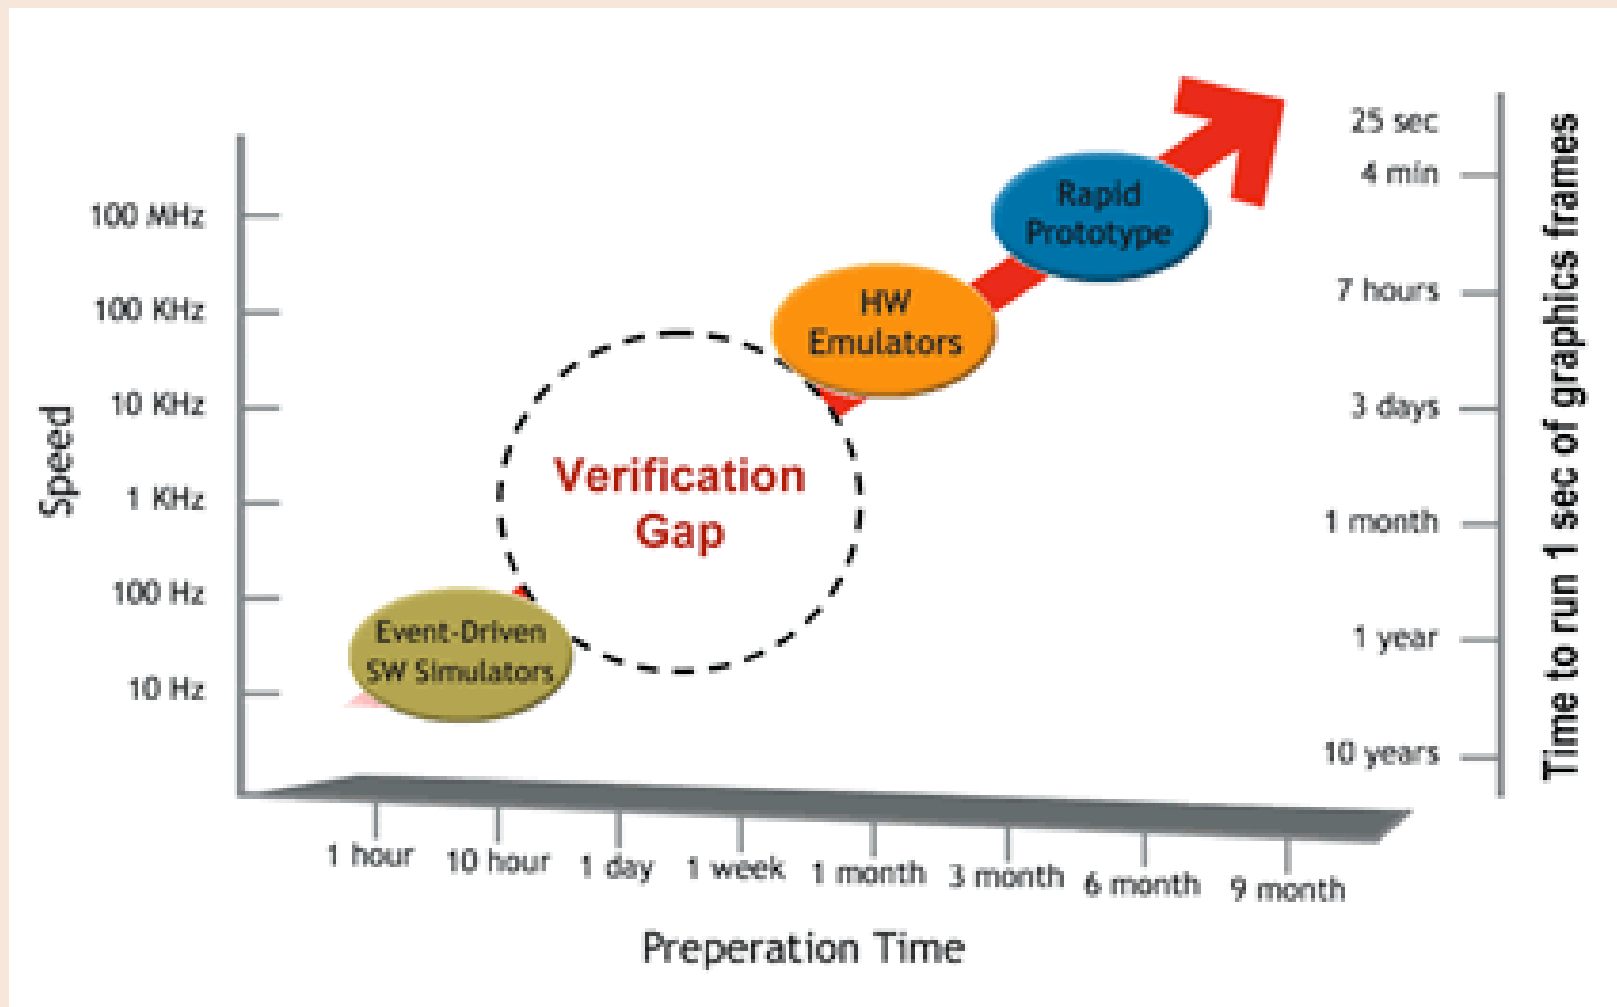 Speed
100 MHz
100 KHz
10 KHz
1 KHz
100 Hz
10 Hz
Rapid
Prototype
HW
Emulators
Verification
Gap
Event-Driven
SW Simulators
25 sec
4 min
7 hours
3 days
1 month
1 year
10 years
Time to run 1 sec of graphics frames
1 hour
10 hour
1 day
1 week
1 month
3 month
6 month
9 month
Preperation Time